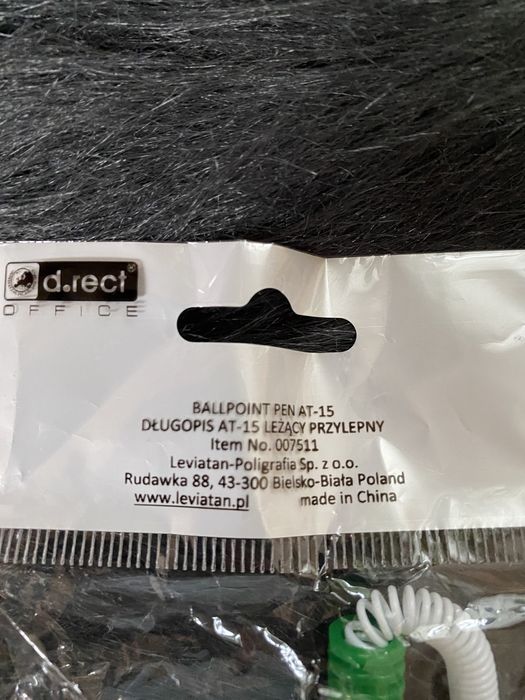 d.rect®
OFFICE
BALLPOINT PEN AT-15
DŁUGOPIS AT-15 LEŻĄCY PRZYLEPNY
Item No. 007511
Leviatan-Poligrafia Sp. z o.o.
Rudawka 88, 43-300 Bielsko-Biała Poland
www.leviatan.pl made in China